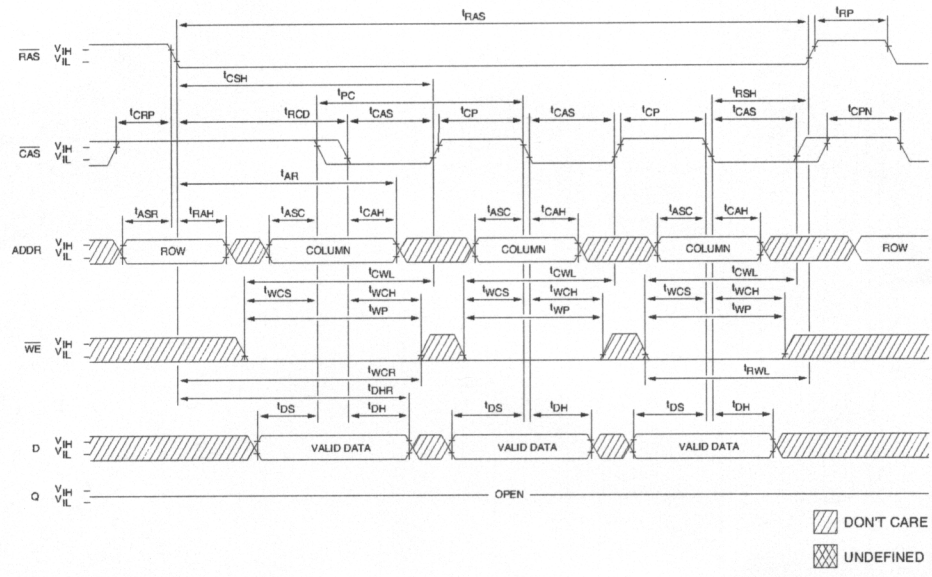 tRAS
tRP
RAS VIH VIL
tCSH
tPC
tRSH
tCRP tRCD tCAS tCP tCAS tCP tCAS tCPN
CAS VIH VIL
tAR
tASR tRAH tASC tCAH tASC tCAH tASC tCAH
ADDR VIH VIL ROW COLUMN COLUMN COLUMN ROW
tCWL tCWL tCWL
tWCS tWCH tWCS tWCH tWCS tWCH
tWP tWP tWP
WE VIH VIL
tWCR tRWL
tDHR
tDS tDH tDS tDH tDS tDH
D VIH VIL VALID DATA VALID DATA VALID DATA
Q VIH VIL OPEN
DON'T CARE
UNDEFINED